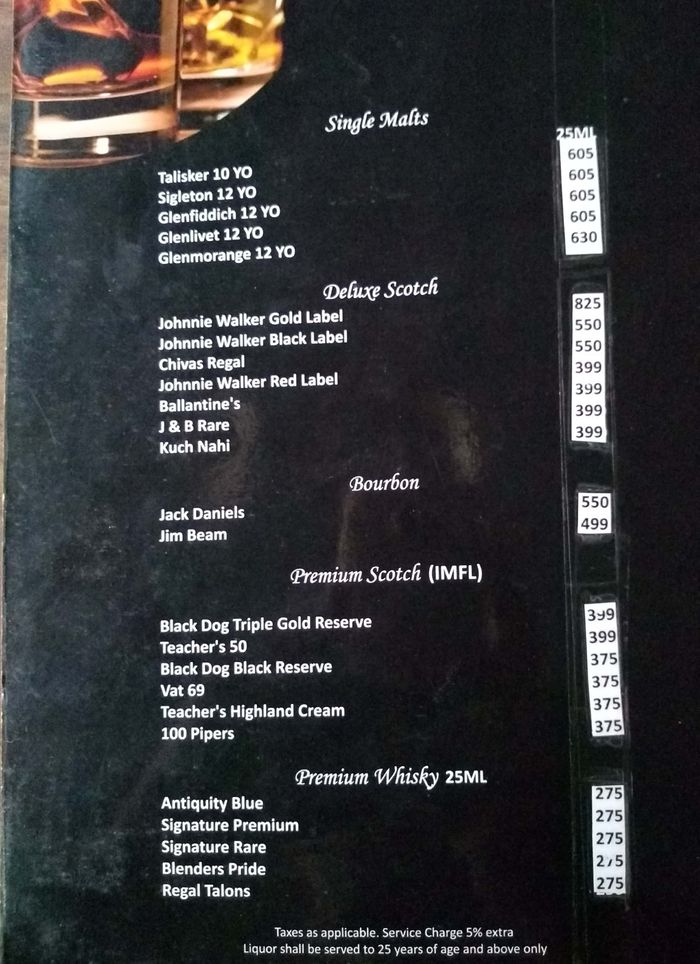 Single Malts
25ML
Talisker 10 YO 605
Sigleton 12 YO 605
Glenfiddich 12 YO 605
Glenlivet 12 YO 605
Glenmorange 12 YO 630
Deluxe Scotch
Johnnie Walker Gold Label 825
Johnnie Walker Black Label 550
Chivas Regal 550
Johnnie Walker Red Label 399
Ballantine's 399
J & B Rare 399
Kuch Nahi 399
Bourbon
Jack Daniels 550
Jim Beam 499
Premium Scotch (IMFL)
Black Dog Triple Gold Reserve 399
Teacher's 50 399
Black Dog Black Reserve 375
Vat 69 375
Teacher's Highland Cream 375
100 Pipers 375
Premium Whisky 25ML
Antiquity Blue 275
Signature Premium 275
Signature Rare 275
Blenders Pride 275
Regal Talons 275
Taxes as applicable. Service Charge 5% extra
Liquor shall be served to 25 years of age and above only